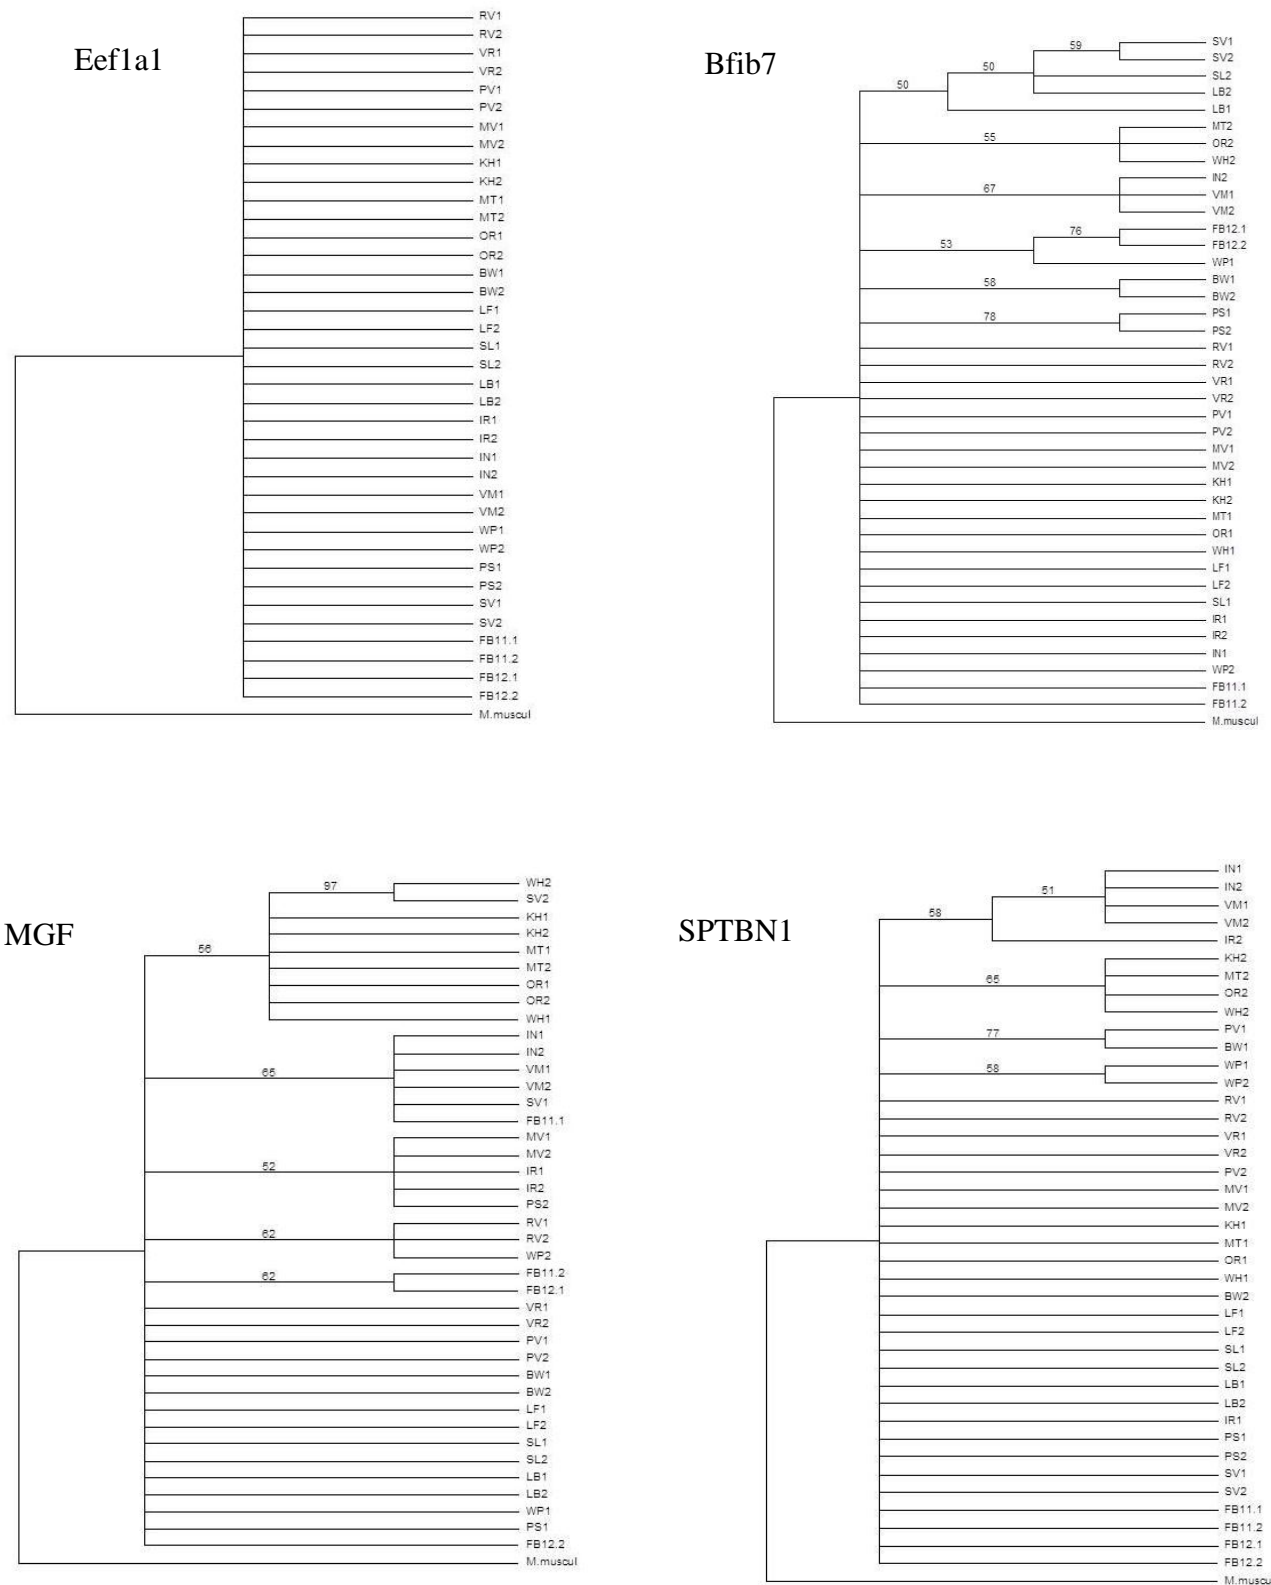 Eef1a1
RV1
RV2
VR1
VR2
PV1
PV2
MV1
MV2
KH1
KH2
MT1
MT2
OR1
OR2
BW1
BW2
LF1
LF2
SL1
SL2
LB1
LB2
IR1
IR2
IN1
IN2
VM1
VM2
WP1
WP2
PS1
PS2
SV1
SV2
FB11.1
FB11.2
FB12.1
FB12.2
M.muscul
Bfib7
59
50
50
55
67
76
53
58
78
SV1
SV2
SL2
LB2
LB1
MT2
OR2
WH2
IN2
VM1
VM2
FB12.1
FB12.2
WP1
BW1
BW2
PS1
PS2
RV1
RV2
VR1
VR2
PV1
PV2
MV1
MV2
KH1
KH2
MT1
OR1
WH1
LF1
LF2
SL1
IR1
IR2
IN1
WP2
FB11.1
FB11.2
M.muscul
MGF
97
56
65
52
62
62
WH2
SV2
KH1
KH2
MT1
MT2
OR1
OR2
WH1
IN1
IN2
VM1
VM2
SV1
FB11.1
MV1
MV2
IR1
IR2
PS2
RV1
RV2
WP2
FB11.2
FB12.1
VR1
VR2
PV1
PV2
BW1
BW2
LF1
LF2
SL1
SL2
LB1
LB2
WP1
PS1
FB12.2
M.muscul
SPTBN1
51
58
65
77
58
IN1
IN2
VM1
VM2
IR2
KH2
MT2
OR2
WH2
PV1
BW1
WP1
WP2
RV1
RV2
VR1
VR2
PV2
MV1
MV2
KH1
MT1
OR1
WH1
BW2
LF1
LF2
SL1
SL2
LB1
LB2
IR1
PS1
PS2
SV1
SV2
FB11.1
FB11.2
FB12.1
FB12.2
M.muscu